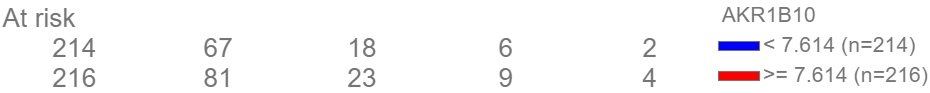 At risk
214 67 18 6 2
216 81 23 9 4
AKR1B10
< 7.614 (n=214)
>= 7.614 (n=216)